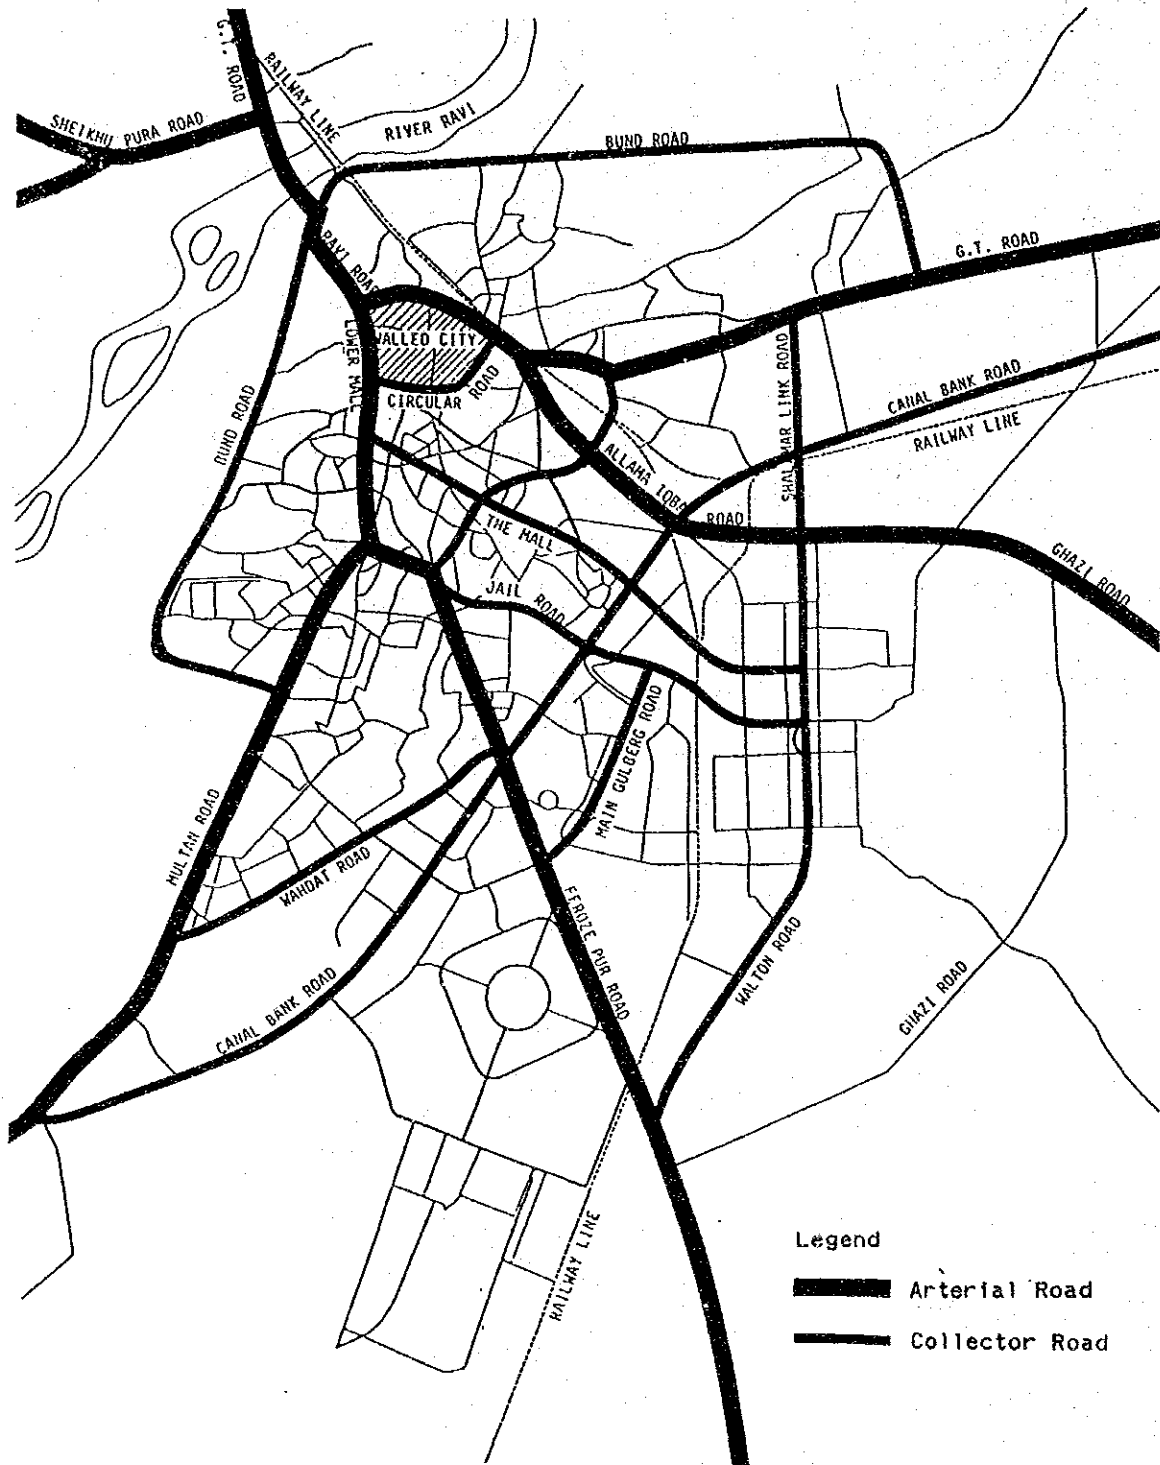 G.T. ROAD
RAILWAY LINE
SHEIKHU PURA ROAD
RIVER RAVI
BUND ROAD
G.T. ROAD
RAVI ROAD
LOWER MALL
WALLED CITY
CIRCULAR ROAD
SHALIMAR LINK ROAD
CANAL BANK ROAD
RAILWAY LINE
BUND ROAD
ALLAMA IQBAL ROAD
THE MALL
GHAZI ROAD
JAIL ROAD
MAIN GULBERG ROAD
MULTAN ROAD
WAHDAT ROAD
FEROZE PUR ROAD
WALTON ROAD
GHAZI ROAD
CANAL BANK ROAD
RAILWAY LINE
Legend
Arterial Road
Collector Road